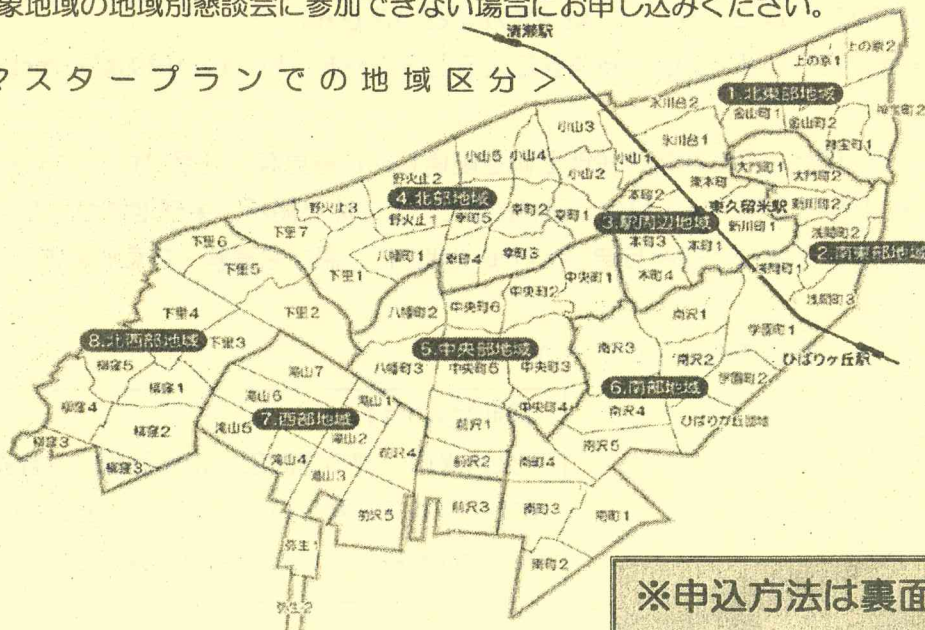 象地域の地域別懇談会に参加できない場合にお申し込みください。
マスタープランでの地域区分＞
清瀬駅
上の原2
上の原1
1.北東部地域
氷川台2
金山町1
神宝町2
金山町2
小山3
氷川台1
神宝町1
小山5
小山4
小山1
大門町1
野火止2
小山2
東本町
大門町2
4.北部地域
本町2
野火止3
幸町2
東久留米駅
新川町2
野火止1
幸町5
幸町1
3.駅周辺地域
新川町1
下里7
浅間町2
下里6
本町3
本町1
八幡町1
幸町4
幸町3
2.南東部地域
下里5
下里1
中央町1
本町4
浅間町1
中央町2
浅間町3
八幡町2
中央町6
下里4
下里2
南沢1
学園町1
8.北西部地域
下里3
5.中央部地域
南沢3
ひばりヶ丘駅
柳窪5
滝山7
八幡町3
中央町5
中央町3
南沢2
学園町2
柳窪1
6.南部地域
滝山6
滝山1
柳窪4
中央町4
南沢4
7.西部地域
ひばりが丘団地
滝山5
前沢1
柳窪2
滝山2
柳窪3
南沢5
前沢4
滝山4
前沢2
南町4
柳窪3
滝山3
前沢3
南町3
前沢5
南町1
弥生1
南町2
弥生2
※申込方法は裏面